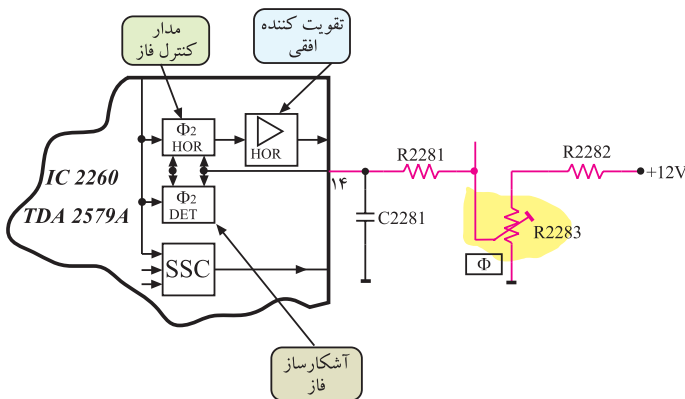 مدار
کنترل فاز
تقویت کننده
افقی
Φ2
HOR
HOR
IC 2260
TDA 2579A
Φ2
DET
SSC
۱۴
R2281
C2281
R2282
+12V
R2283
Φ
آشکارساز
فاز